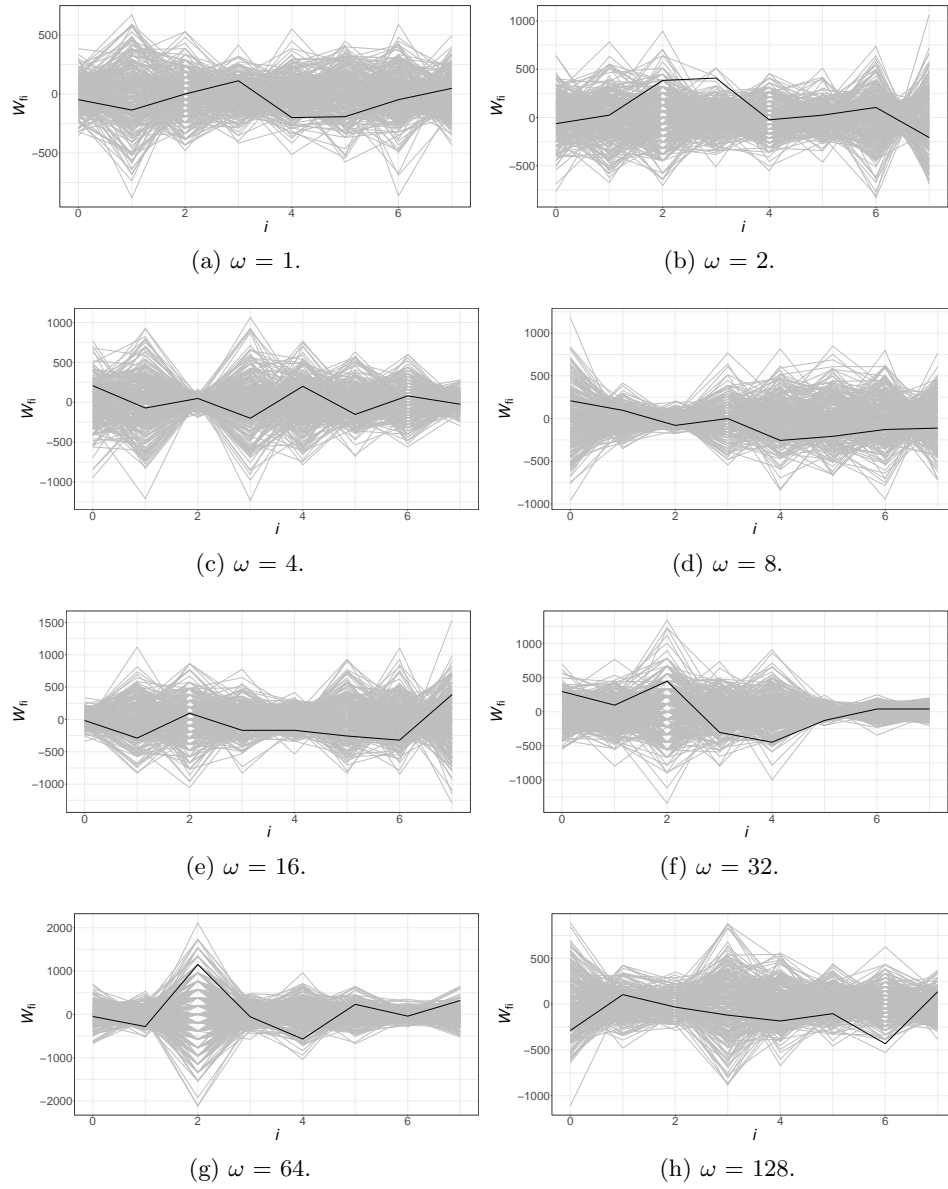 500
0
−500
W_fi
0 2 4 6
i
(a) ω = 1.
1000
500
0
−500
W_fi
0 2 4 6
i
(b) ω = 2.
1000
500
0
−500
−1000
W_fi
0 2 4 6
i
(c) ω = 4.
1000
500
0
−500
−1000
W_fi
0 2 4 6
i
(d) ω = 8.
1500
1000
500
0
−500
−1000
W_fi
0 2 4 6
i
(e) ω = 16.
1000
500
0
−500
−1000
W_fi
0 2 4 6
i
(f) ω = 32.
2000
1000
0
−1000
−2000
W_fi
0 2 4 6
i
(g) ω = 64.
500
0
−500
−1000
W_fi
0 2 4 6
i
(h) ω = 128.